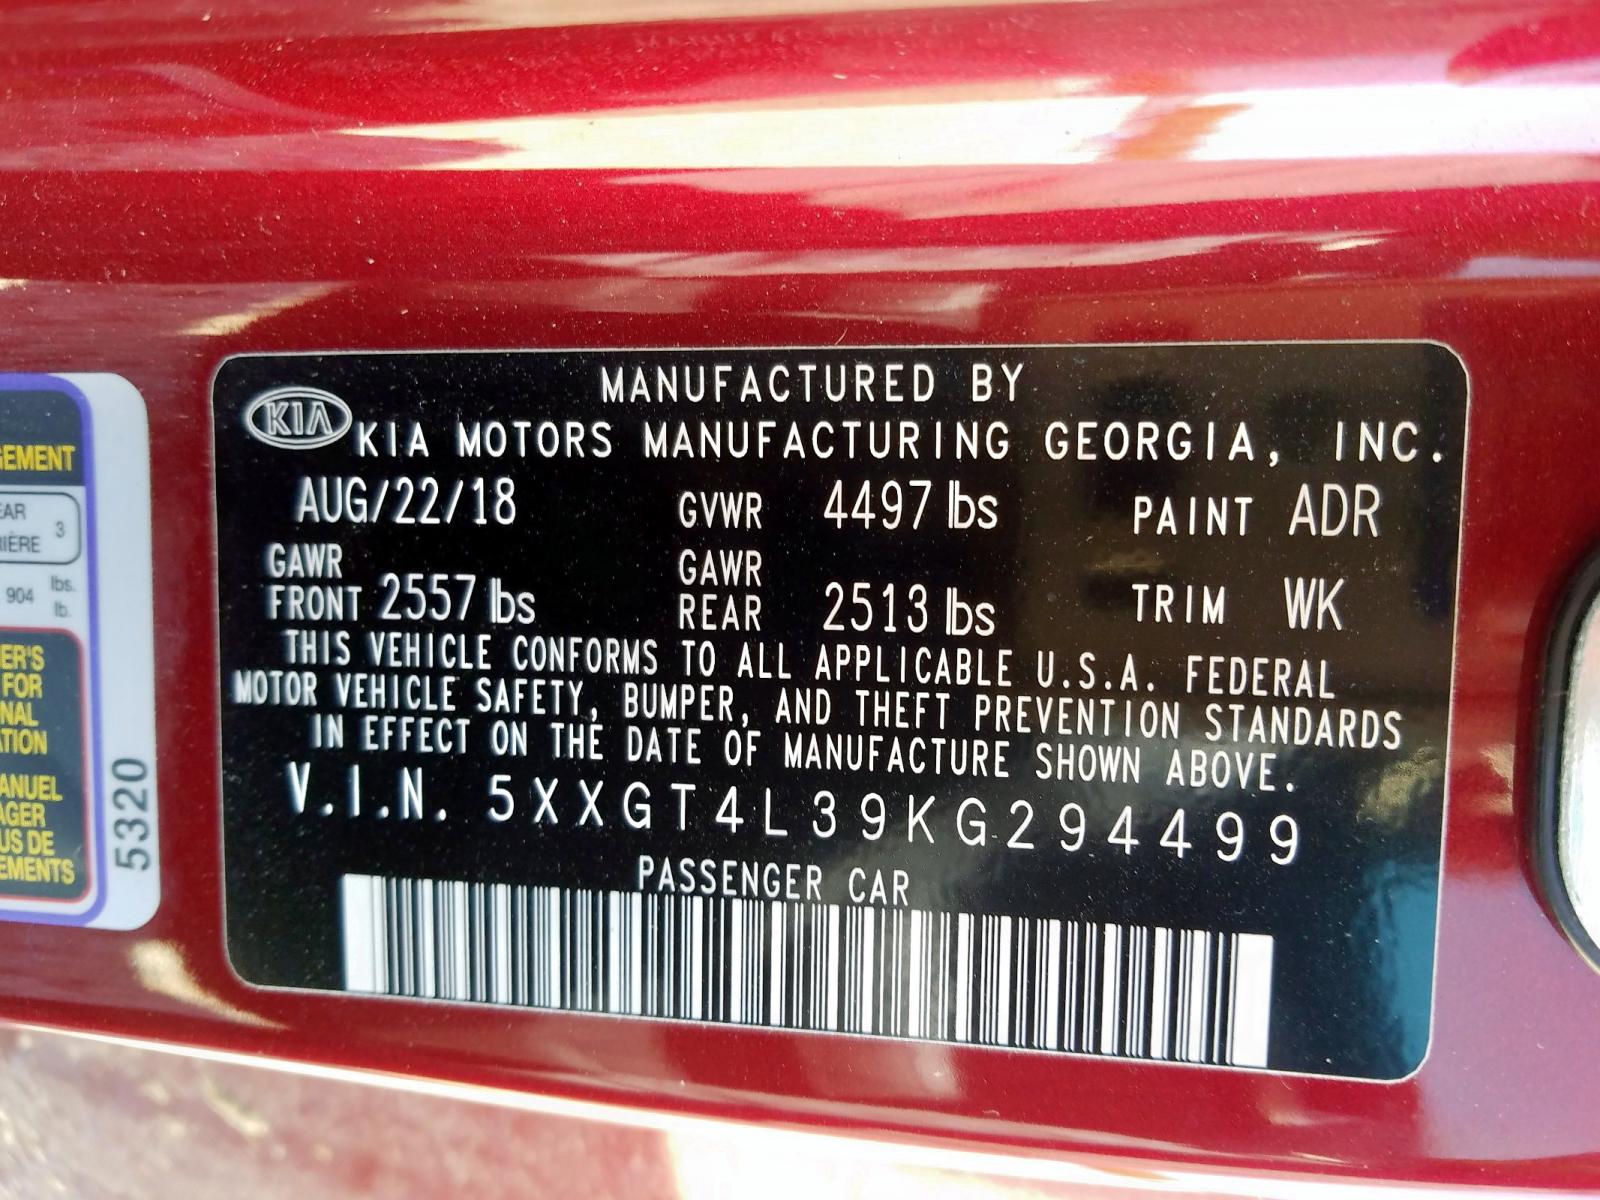 GEMENT
EAR
3
904 lbs.
lb.
ER'S
FOR
NAL
TION
ANUEL
AGER
US DE
EMENTS
5320
MANUFACTURED BY
KIA KIA MOTORS MANUFACTURING GEORGIA, INC.
AUG/22/18 GVWR 4497 lbs PAINT ADR
GAWR GAWR
FRONT 2557 lbs REAR 2513 lbs TRIM WK
THIS VEHICLE CONFORMS TO ALL APPLICABLE U.S.A. FEDERAL
MOTOR VEHICLE SAFETY, BUMPER, AND THEFT PREVENTION STANDARDS
IN EFFECT ON THE DATE OF MANUFACTURE SHOWN ABOVE.
V.I.N. 5XXGT4L39KG294499
PASSENGER CAR